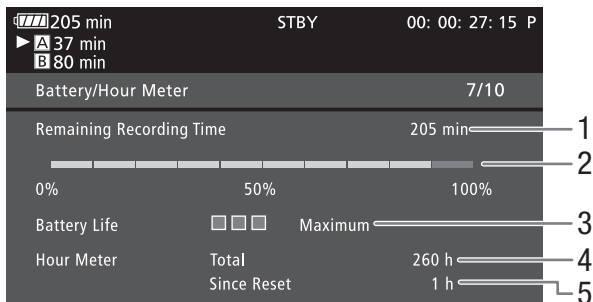 205 min STBY 00: 00: 27: 15 P
A 37 min
B 80 min
Battery/Hour Meter 7/10
Remaining Recording Time 205 min 1
2
0% 50% 100%
Battery Life Maximum 3
Hour Meter Total 260 h 4
Since Reset 1 h 5